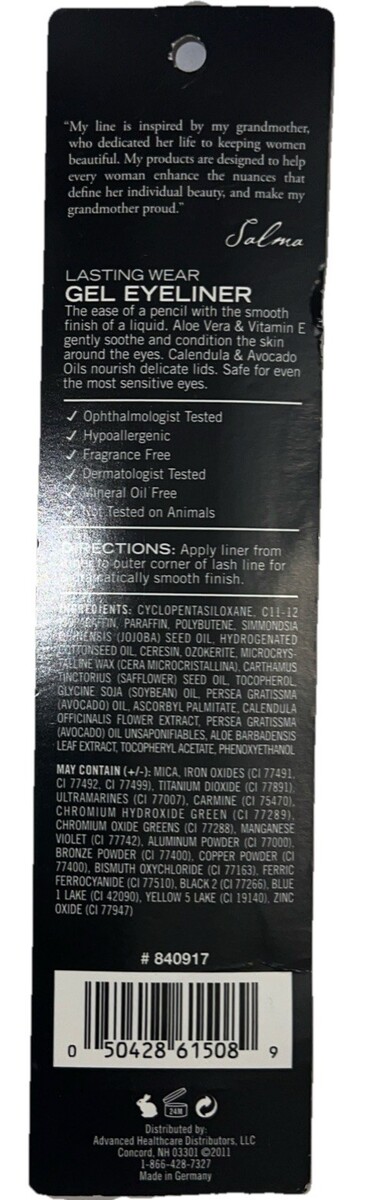 "My line is inspired by my grandmother,
who dedicated her life to keeping women
beautiful. My products are designed to help
every woman enhance the nuances that
define her individual beauty, and make my
grandmother proud."
Salma
LASTING WEAR
GEL EYELINER
The ease of a pencil with the smooth
finish of a liquid. Aloe Vera & Vitamin E
gently soothe and condition the skin
around the eyes. Calendula & Avocado
Oils nourish delicate lids. Safe for even
the most sensitive eyes.
✓ Ophthalmologist Tested
✓ Hypoallergenic
✓ Fragrance Free
✓ Dermatologist Tested
✓ Mineral Oil Free
✓ Not Tested on Animals
DIRECTIONS: Apply liner from
inner to outer corner of lash line for
dramatically smooth finish.
INGREDIENTS: CYCLOPENTASILOXANE, C11-12
ISOPARAFFIN, PARAFFIN, POLYBUTENE, SIMMONDSIA
CHINENSIS (JOJOBA) SEED OIL, HYDROGENATED
COTTONSEED OIL, CERESIN, OZOKERITE, MICROCRYS-
TALLINE WAX (CERA MICROCRISTALLINA), CARTHAMUS
TINCTORIUS (SAFFLOWER) SEED OIL, TOCOPHEROL,
GLYCINE SOJA (SOYBEAN) OIL, PERSEA GRATISSMA
(AVOCADO) OIL, ASCORBYL PALMITATE, CALENDULA
OFFICINALIS FLOWER EXTRACT, PERSEA GRATISSMA
(AVOCADO) OIL UNSAPONIFIABLES, ALOE BARBADENSIS
LEAF EXTRACT, TOCOPHERYL ACETATE, PHENOXYETHANOL
MAY CONTAIN (+/-): MICA, IRON OXIDES (CI 77491,
CI 77492, CI 77499), TITANIUM DIOXIDE (CI 77891),
ULTRAMARINES (CI 77007), CARMINE (CI 75470),
CHROMIUM HYDROXIDE GREEN (CI 77289),
CHROMIUM OXIDE GREENS (CI 77288), MANGANESE
VIOLET (CI 77742), ALUMINUM POWDER (CI 77000),
BRONZE POWDER (CI 77400), COPPER POWDER (CI
77400), BISMUTH OXYCHLORIDE (CI 77163), FERRIC
FERROCYANIDE (CI 77510), BLACK 2 (CI 77266), BLUE
1 LAKE (CI 42090), YELLOW 5 LAKE (CI 19140), ZINC
OXIDE (CI 77947)
# 840917
0 50428 61508 9
24M
Distributed by:
Advanced Healthcare Distributors, LLC
Concord, NH 03301 ©2011
1-866-428-7327
Made in Germany